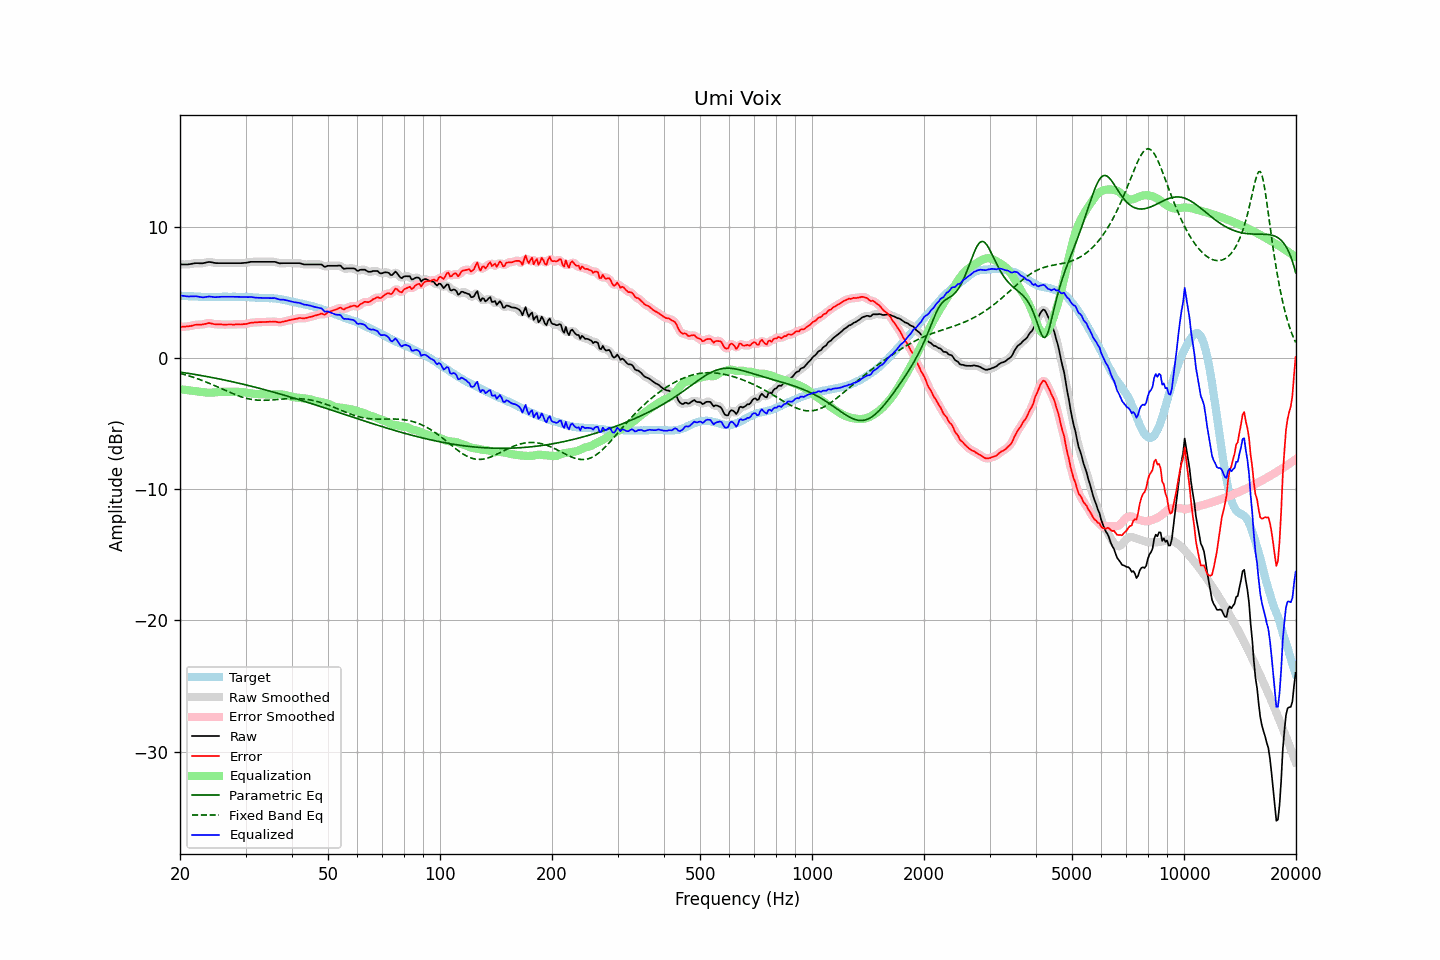 Umi Voix
Amplitude (dBr)
10
0
−10
−20
−30
Target
Raw Smoothed
Error Smoothed
Raw
Error
Equalization
Parametric Eq
Fixed Band Eq
Equalized
20 50 100 200 500 1000 2000 5000 10000 20000
Frequency (Hz)